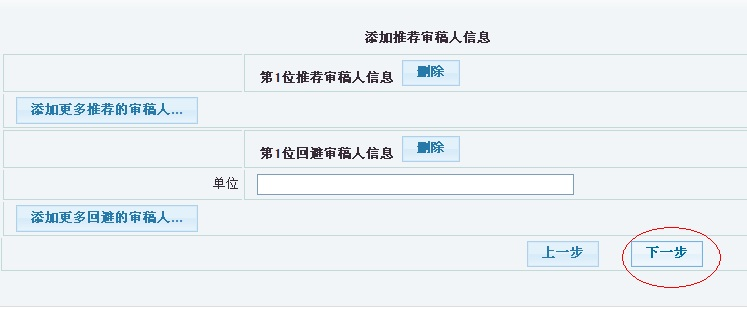 添加推荐审稿人信息
第1位推荐审稿人信息 删除
添加更多推荐的审稿人...
第1位回避审稿人信息 删除
单位
添加更多回避的审稿人...
上一步 下一步